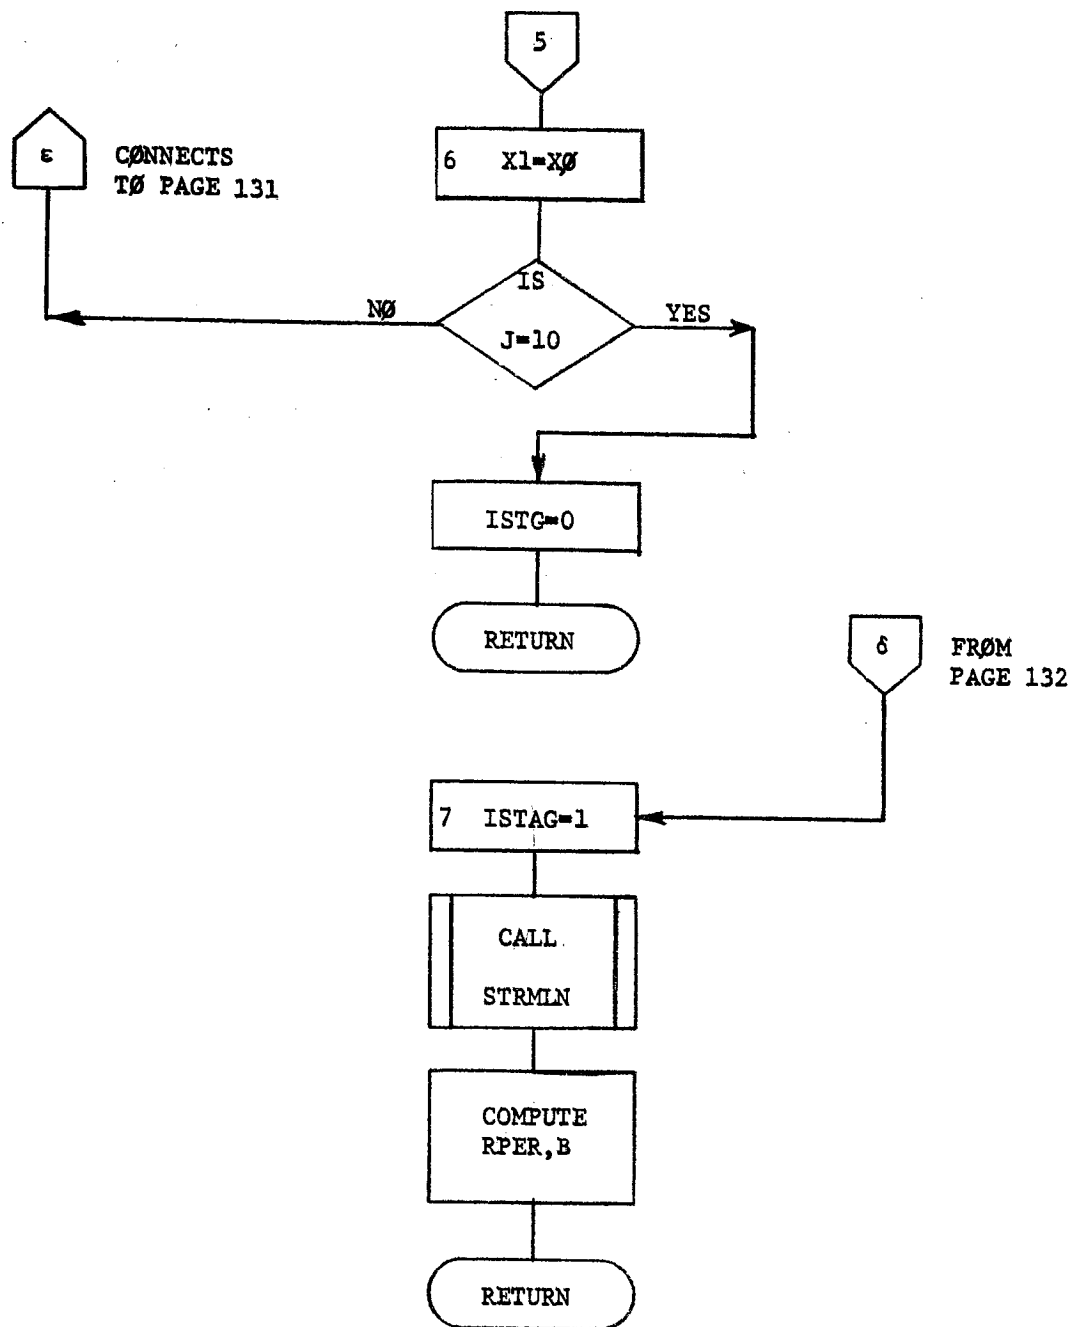 5
6 X1=XØ
ε
CØNNECTS
TØ PAGE 131
IS
J=10
NØ
YES
ISTG=0
RETURN
δ
FRØM
PAGE 132
7 ISTAG=1
CALL
STRMLN
COMPUTE
RPER,B
RETURN